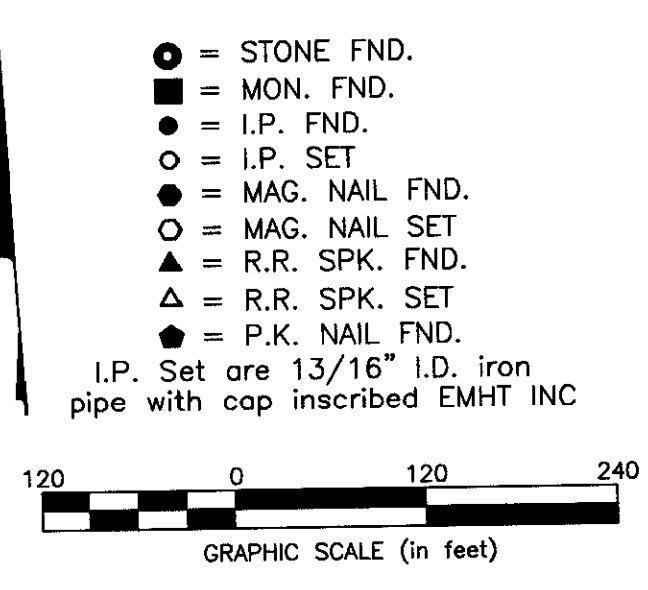 = STONE FND.
= MON. FND.
= I.P. FND.
= I.P. SET
= MAG. NAIL FND.
= MAG. NAIL SET
= R.R. SPK. FND.
= R.R. SPK. SET
= P.K. NAIL FND.
I.P. Set are 13/16" I.D. iron
pipe with cap inscribed EMHT INC
120 0 120 240
GRAPHIC SCALE (in feet)